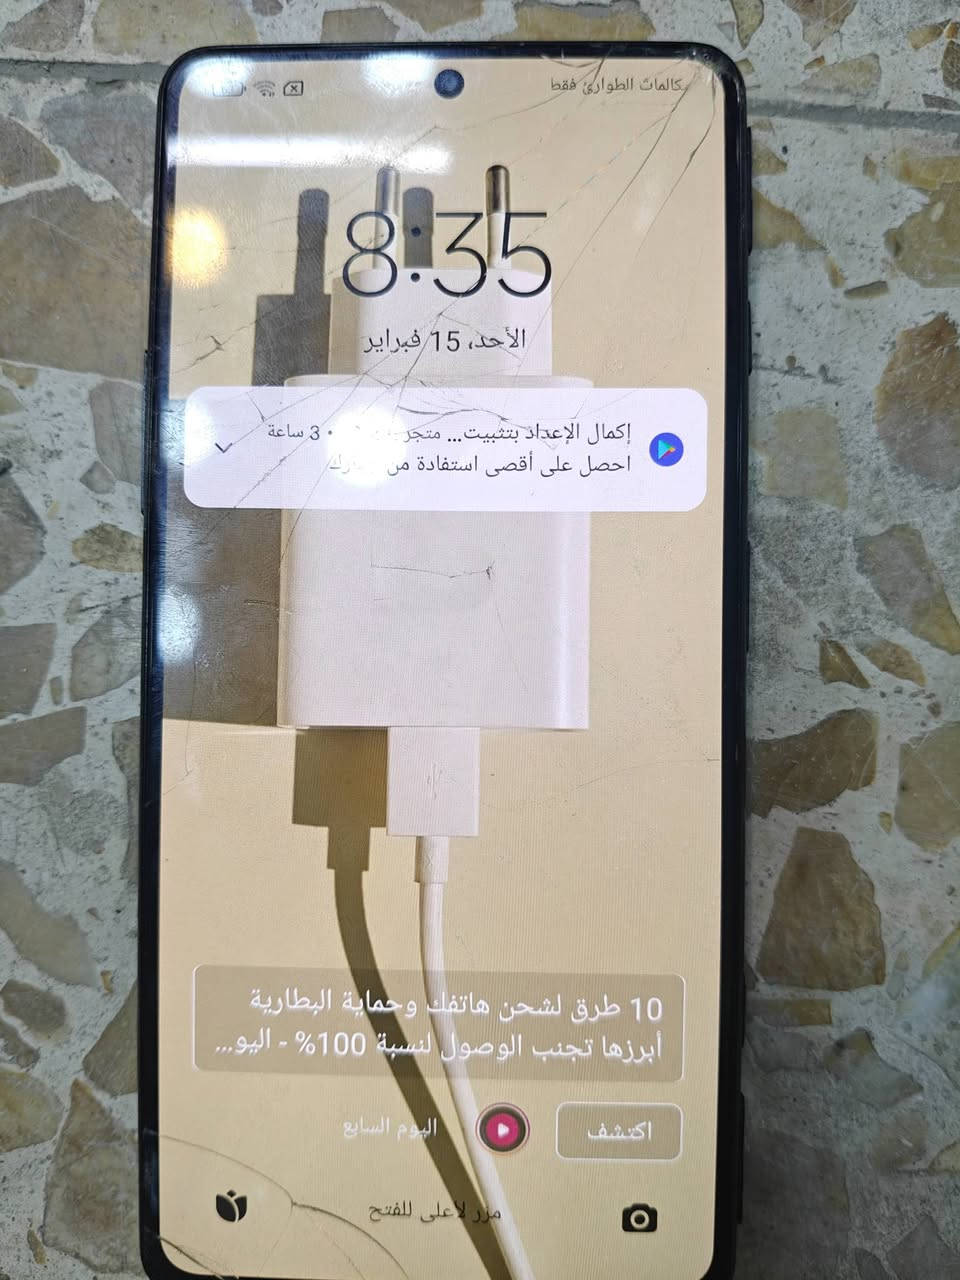 مكالمات الطوارئ فقط
8:35
الأحد، 15 فبراير
إكمال الإعداد بتثبيت... متجر • 3 ساعة
احصل على أقصى استفادة من
10 طرق لشحن هاتفك وحماية البطارية
أبرزها تجنب الوصول لنسبة 100% - اليو...
اكتشف
اليوم السابع
مرر لأعلى للفتح